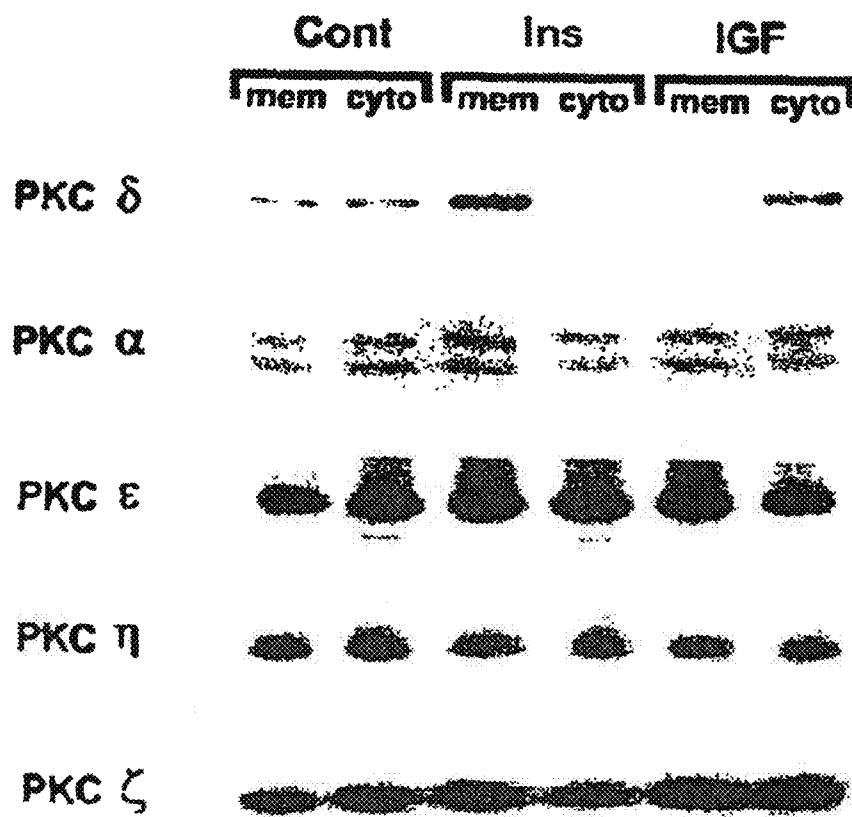 Cont Ins IGF
mem cyto mem cyto mem cyto
PKC δ
PKC α
PKC ε
PKC η
PKC ζ